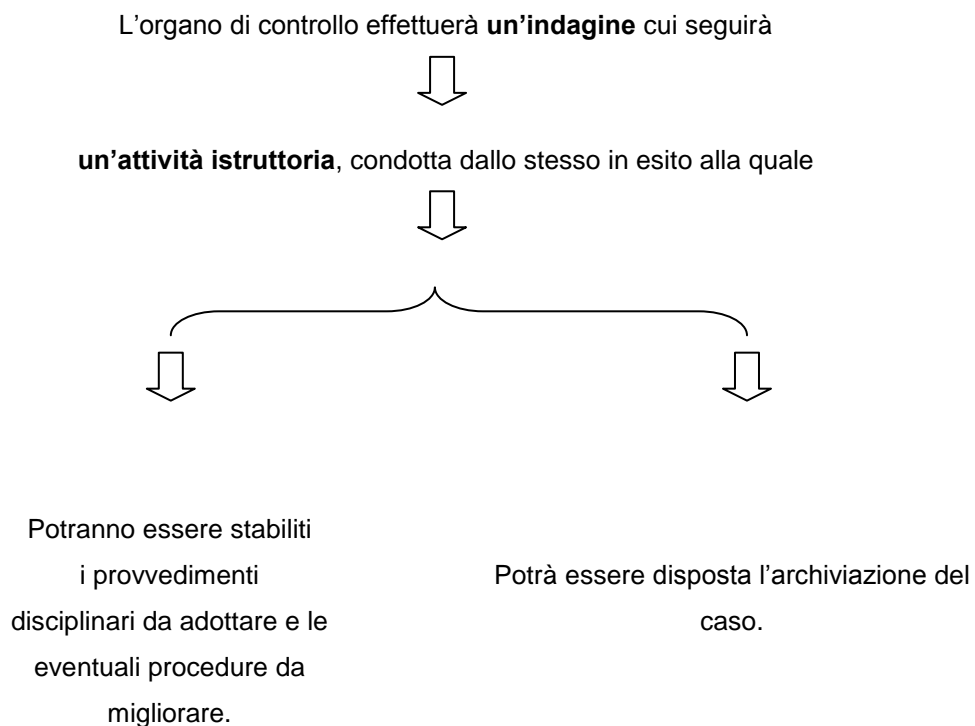 L’organo di controllo effettuerà un’indagine cui seguirà
un’attività istruttoria, condotta dallo stesso in esito alla quale
Potranno essere stabiliti
i provvedimenti
disciplinari da adottare e le
eventuali procedure da
migliorare.
Potrà essere disposta l’archiviazione del
caso.